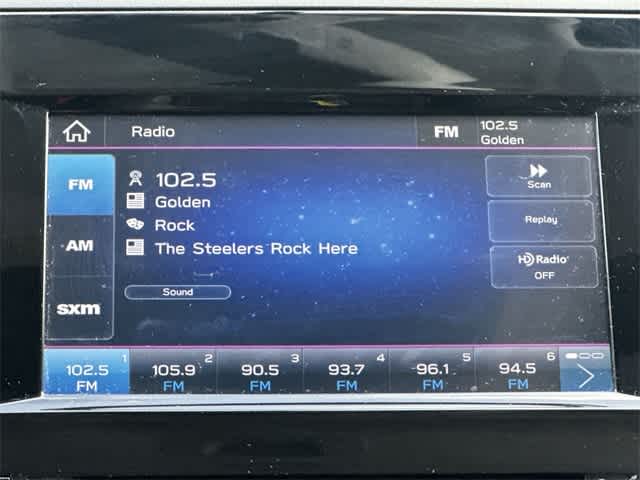 Radio
FM
102.5
Golden
FM
AM
sxm
102.5
Golden
Rock
The Steelers Rock Here
Sound
Scan
Replay
HD Radio
OFF
102.5 1
FM
105.9 2
FM
90.5 3
FM
93.7 4
FM
96.1 5
FM
94.5 6
FM